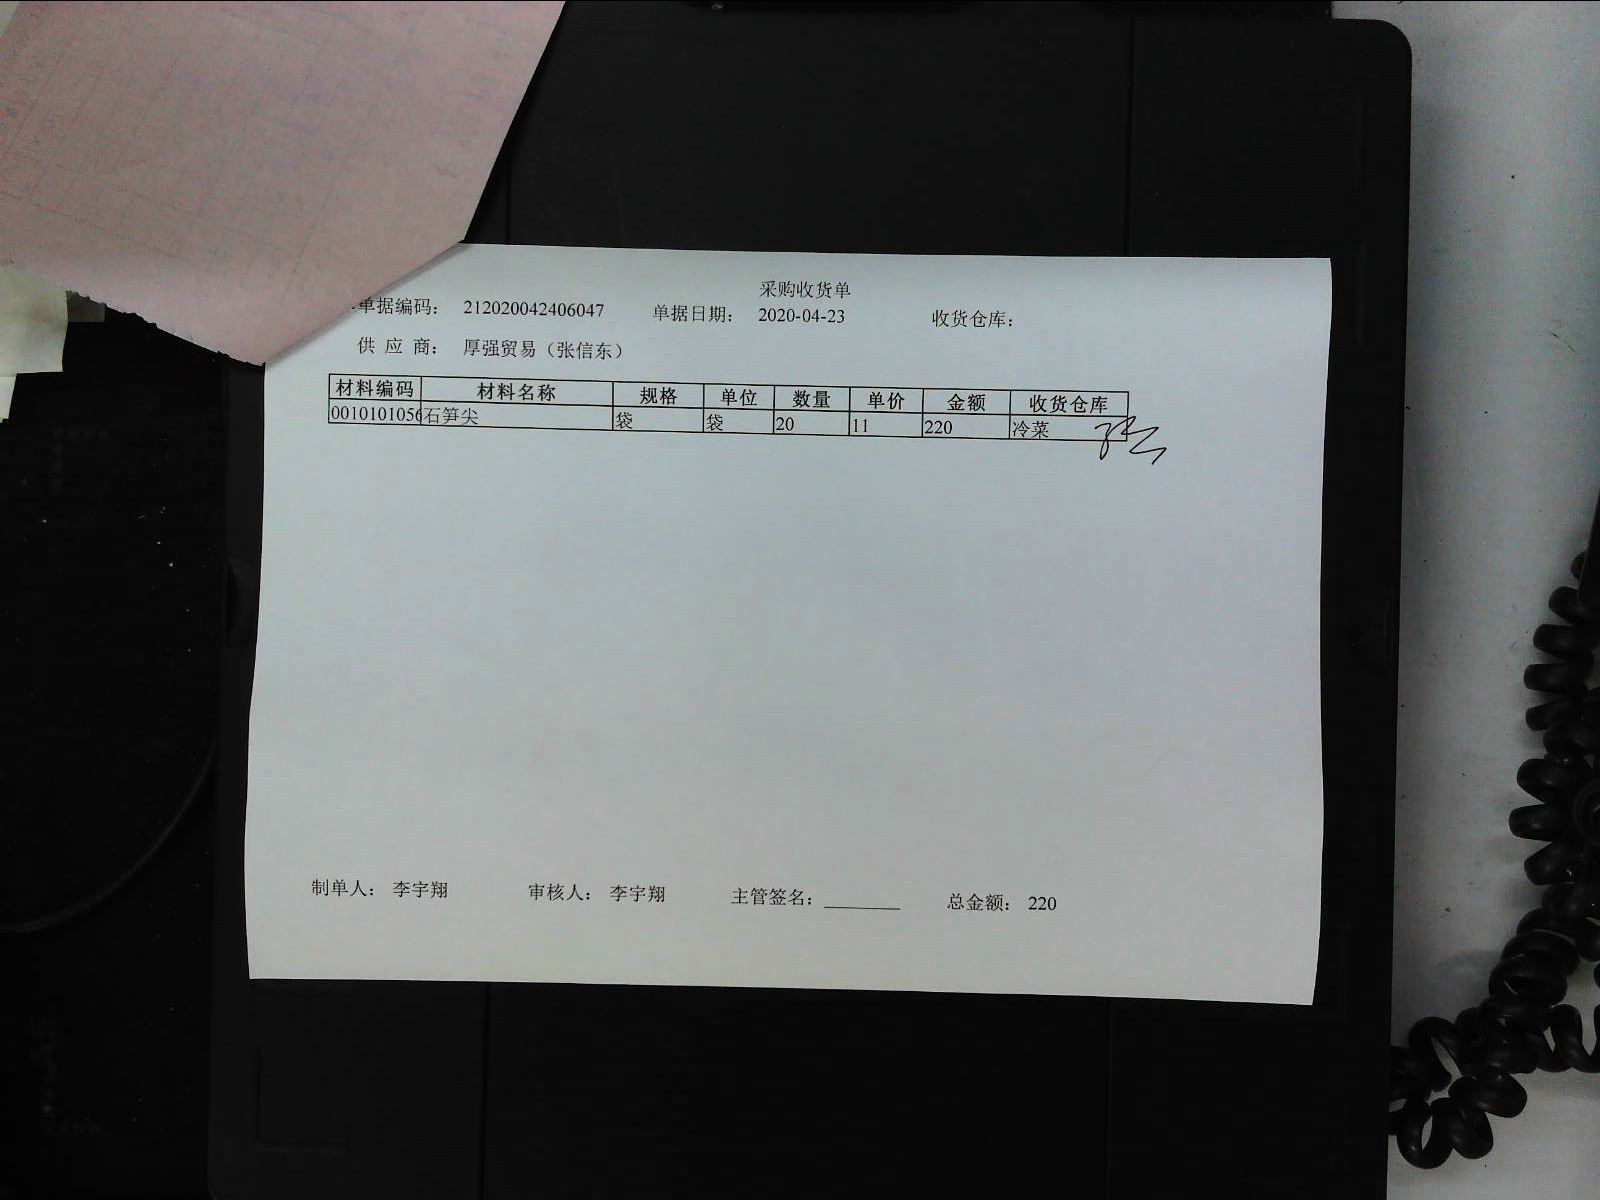 采购收货单
单据编码： 212020042406047 单据日期： 2020-04-23 收货仓库：
供 应 商： 厚强贸易（张信东）
材料编码 材料名称 规格 单位 数量 单价 金额 收货仓库
0010101056 石笋尖 袋 袋 20 11 220 冷菜
制单人： 李宇翔 审核人： 李宇翔 主管签名：________ 总金额： 220